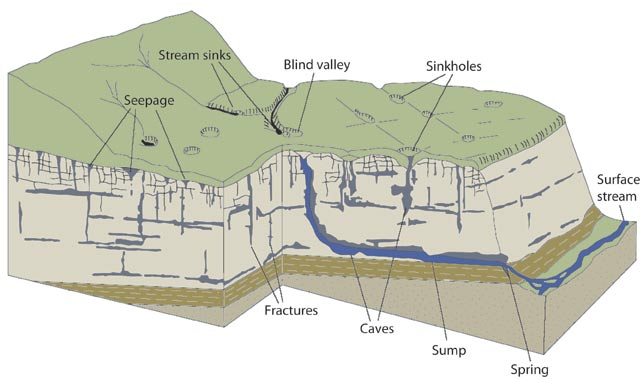 Stream sinks
Blind valley
Sinkholes
Seepage
Surface
stream
Fractures
Caves
Sump
Spring